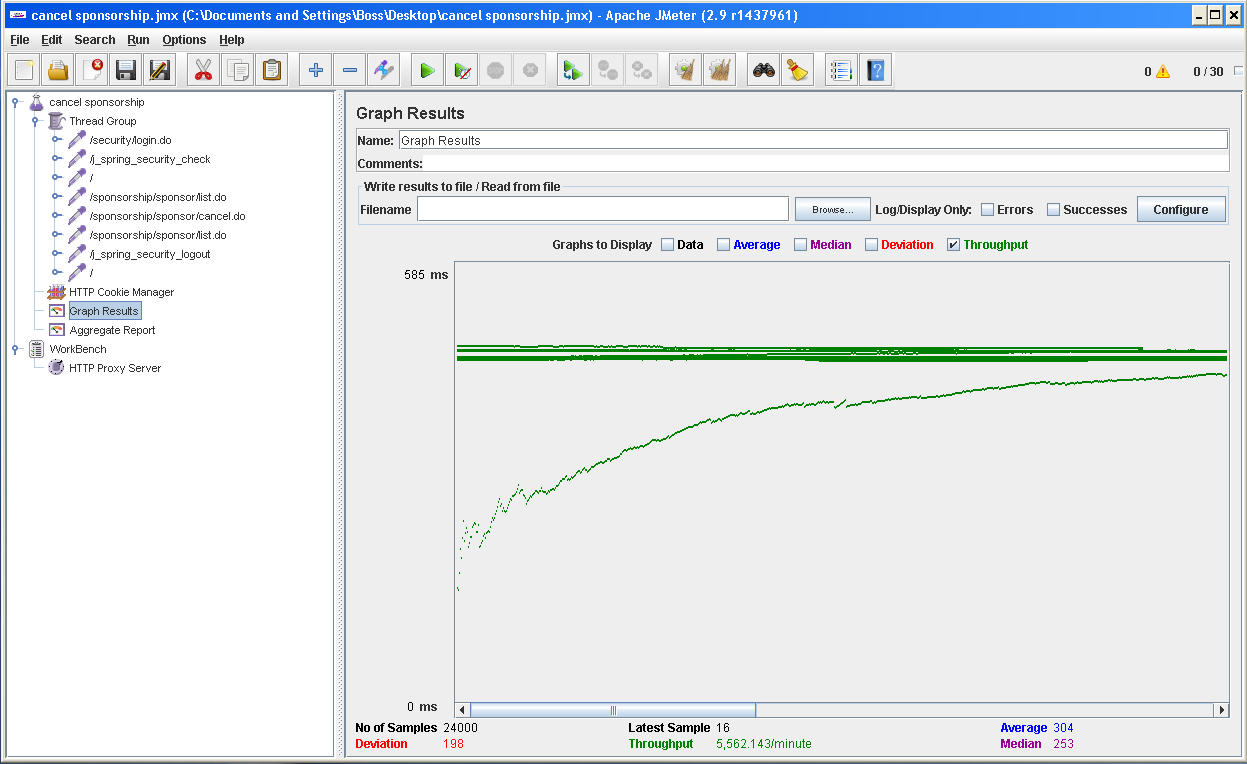 cancel sponsorship.jmx (C:\Documents and Settings\Boss\Desktop\cancel sponsorship.jmx) - Apache JMeter (2.9 r1437961)
File Edit Search Run Options Help
0 0 / 30
cancel sponsorship
Thread Group
/security/login.do
/j_spring_security_check
/
/sponsorship/sponsor/list.do
/sponsorship/sponsor/cancel.do
/sponsorship/sponsor/list.do
/j_spring_security_logout
/
HTTP Cookie Manager
Graph Results
Aggregate Report
WorkBench
HTTP Proxy Server
Graph Results
Name: Graph Results
Comments:
Write results to file / Read from file
Filename Browse... Log/Display Only: Errors Successes Configure
Graphs to Display Data Average Median Deviation Throughput
585 ms
0 ms
No of Samples 24000 Latest Sample 16 Average 304
Deviation 198 Throughput 5,562.143/minute Median 253